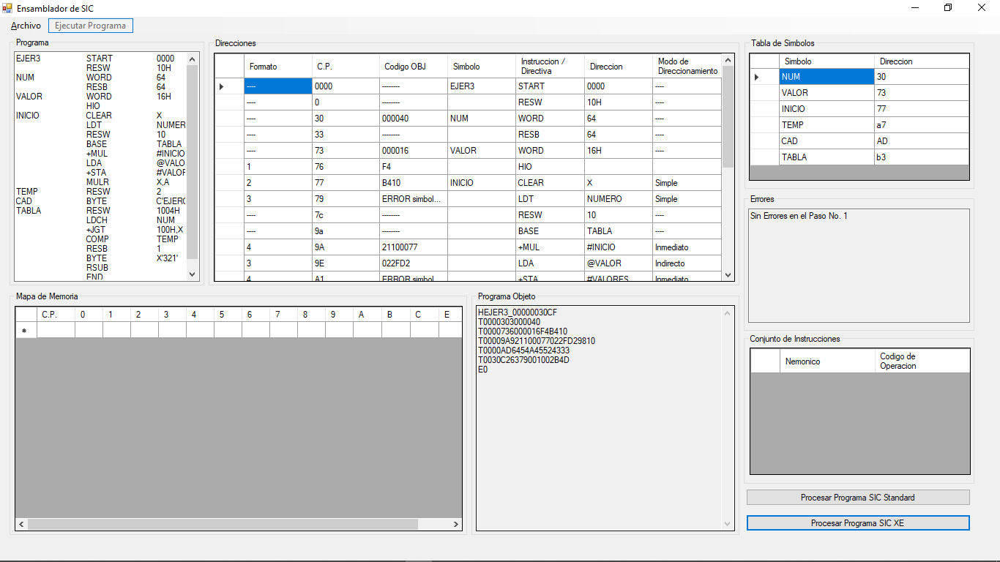 Ensamblador de SIC
Archivo Ejecutar Programa
Programa
EJER3 START 0000
RESW 10H
NUM WORD 64
RESB 64
VALOR WORD 16H
HIO
INICIO CLEAR X
LDT NUMER
RESW 10
BASE TABLA
+MUL #INICIO
LDA @VALO
+STA #VALOF
MULR X,A
TEMP RESW 2
CAD BYTE C'EJER
TABLA RESW 1004H
LDCH NUM
+JGT 100H,X
COMP TEMP
RESB 1
BYTE X'321'
RSUB
END
Direcciones
Formato C.P. Codigo OBJ Simbolo Instruccion / Directiva Direccion Modo de Direccionamiento
---- 0000 -------- EJER3 START 0000 ----
---- 0 -------- RESW 10H ----
---- 30 000040 NUM WORD 64 ----
---- 33 -------- RESB 64 ----
---- 73 000016 VALOR WORD 16H ----
1 76 F4 HIO
2 77 B410 INICIO CLEAR X Simple
3 79 ERROR simbol... LDT NUMERO Simple
---- 7c -------- RESW 10 ----
---- 9a -------- BASE TABLA ----
4 9A 21100077 +MUL #INICIO Inmediato
3 9E 022FD2 LDA @VALOR Indirecto
4 A1 ERROR simbol... +STA #VALORES Inmediato
Tabla de Simbolos
Simbolo Direccion
NUM 30
VALOR 73
INICIO 77
TEMP a7
CAD AD
TABLA b3
Errores
Sin Errores en el Paso No. 1
Mapa de Memoria
C.P. 0 1 2 3 4 5 6 7 8 9 A B C E
Programa Objeto
HEJER3_00000030CF
T0000303000040
T0000736000016F4B410
T00009A921100077022FD29810
T0000AD6454A45524333
T0030C26379001002B4D
E0
Conjunto de Instrucciones
Nemonico Codigo de Operacion
Procesar Programa SIC Standard
Procesar Programa SIC XE